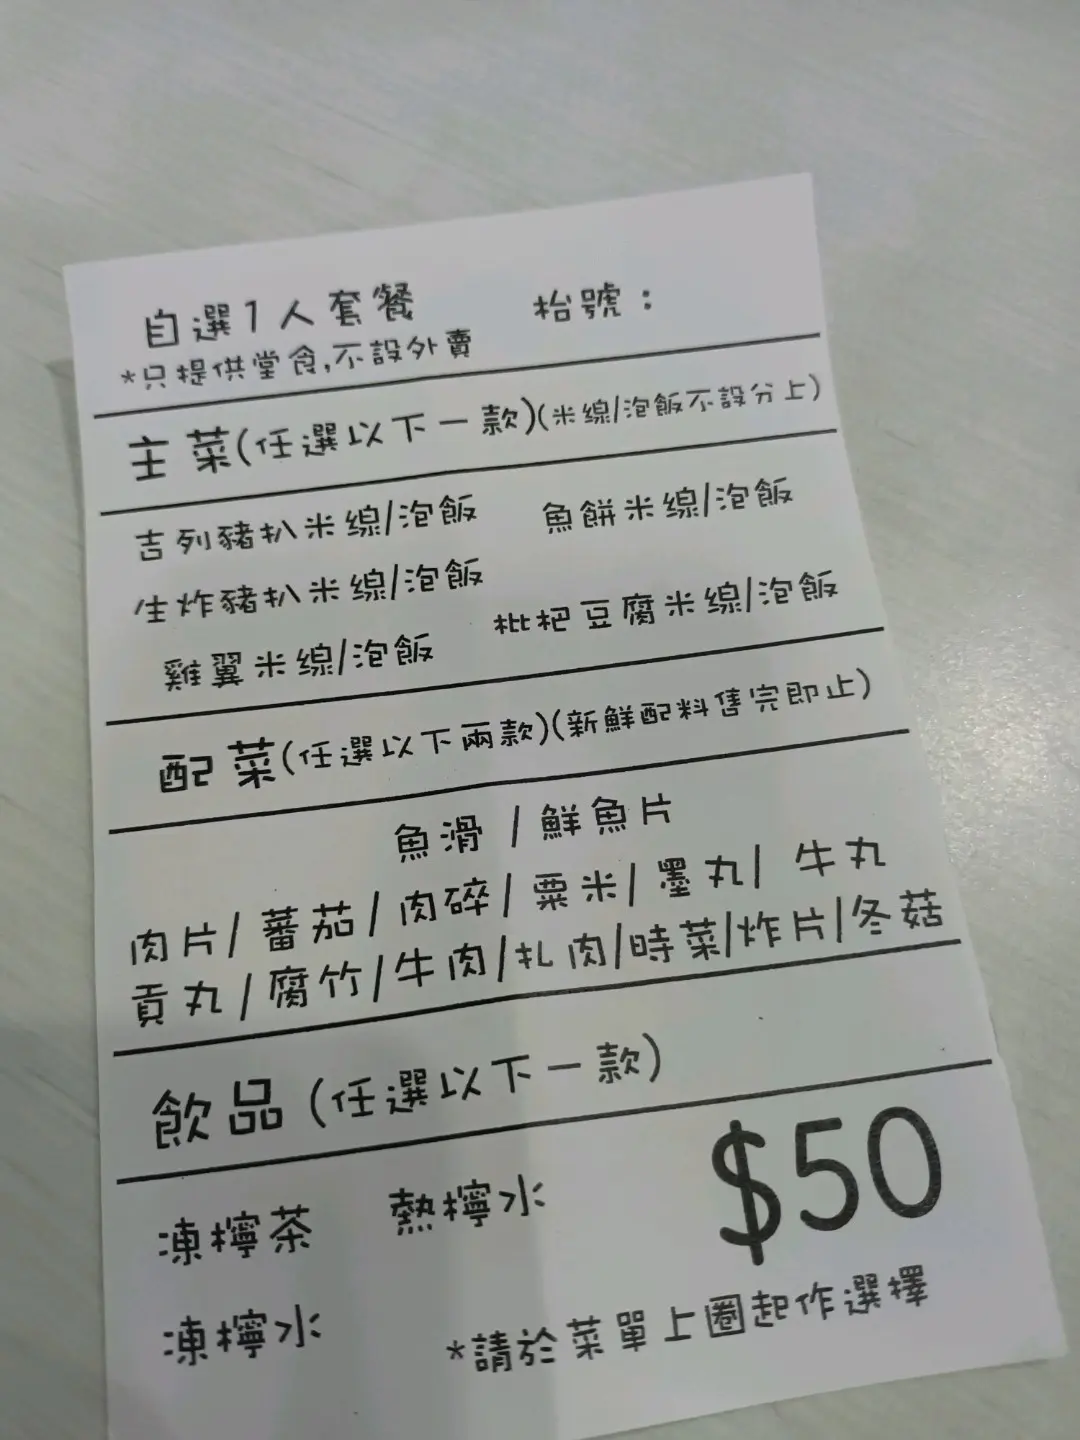 自選1人套餐 枱號：
*只提供堂食,不設外賣
主菜(任選以下一款)(米線/泡飯不設分上)
吉列豬扒米線/泡飯 魚餅米線/泡飯
生炸豬扒米線/泡飯
枇杷豆腐米線/泡飯
雞翼米線/泡飯
配菜(任選以下兩款)(新鮮配料售完即止)
魚滑 / 鮮魚片
肉片/蕃茄/肉碎/粟米/墨丸/ 牛丸
貢丸/腐竹/牛肉/扎肉/時菜/炸片/冬菇
飲品 (任選以下一款)
凍檸茶 熱檸水
$50
凍檸水
*請於菜單上圈起作選擇